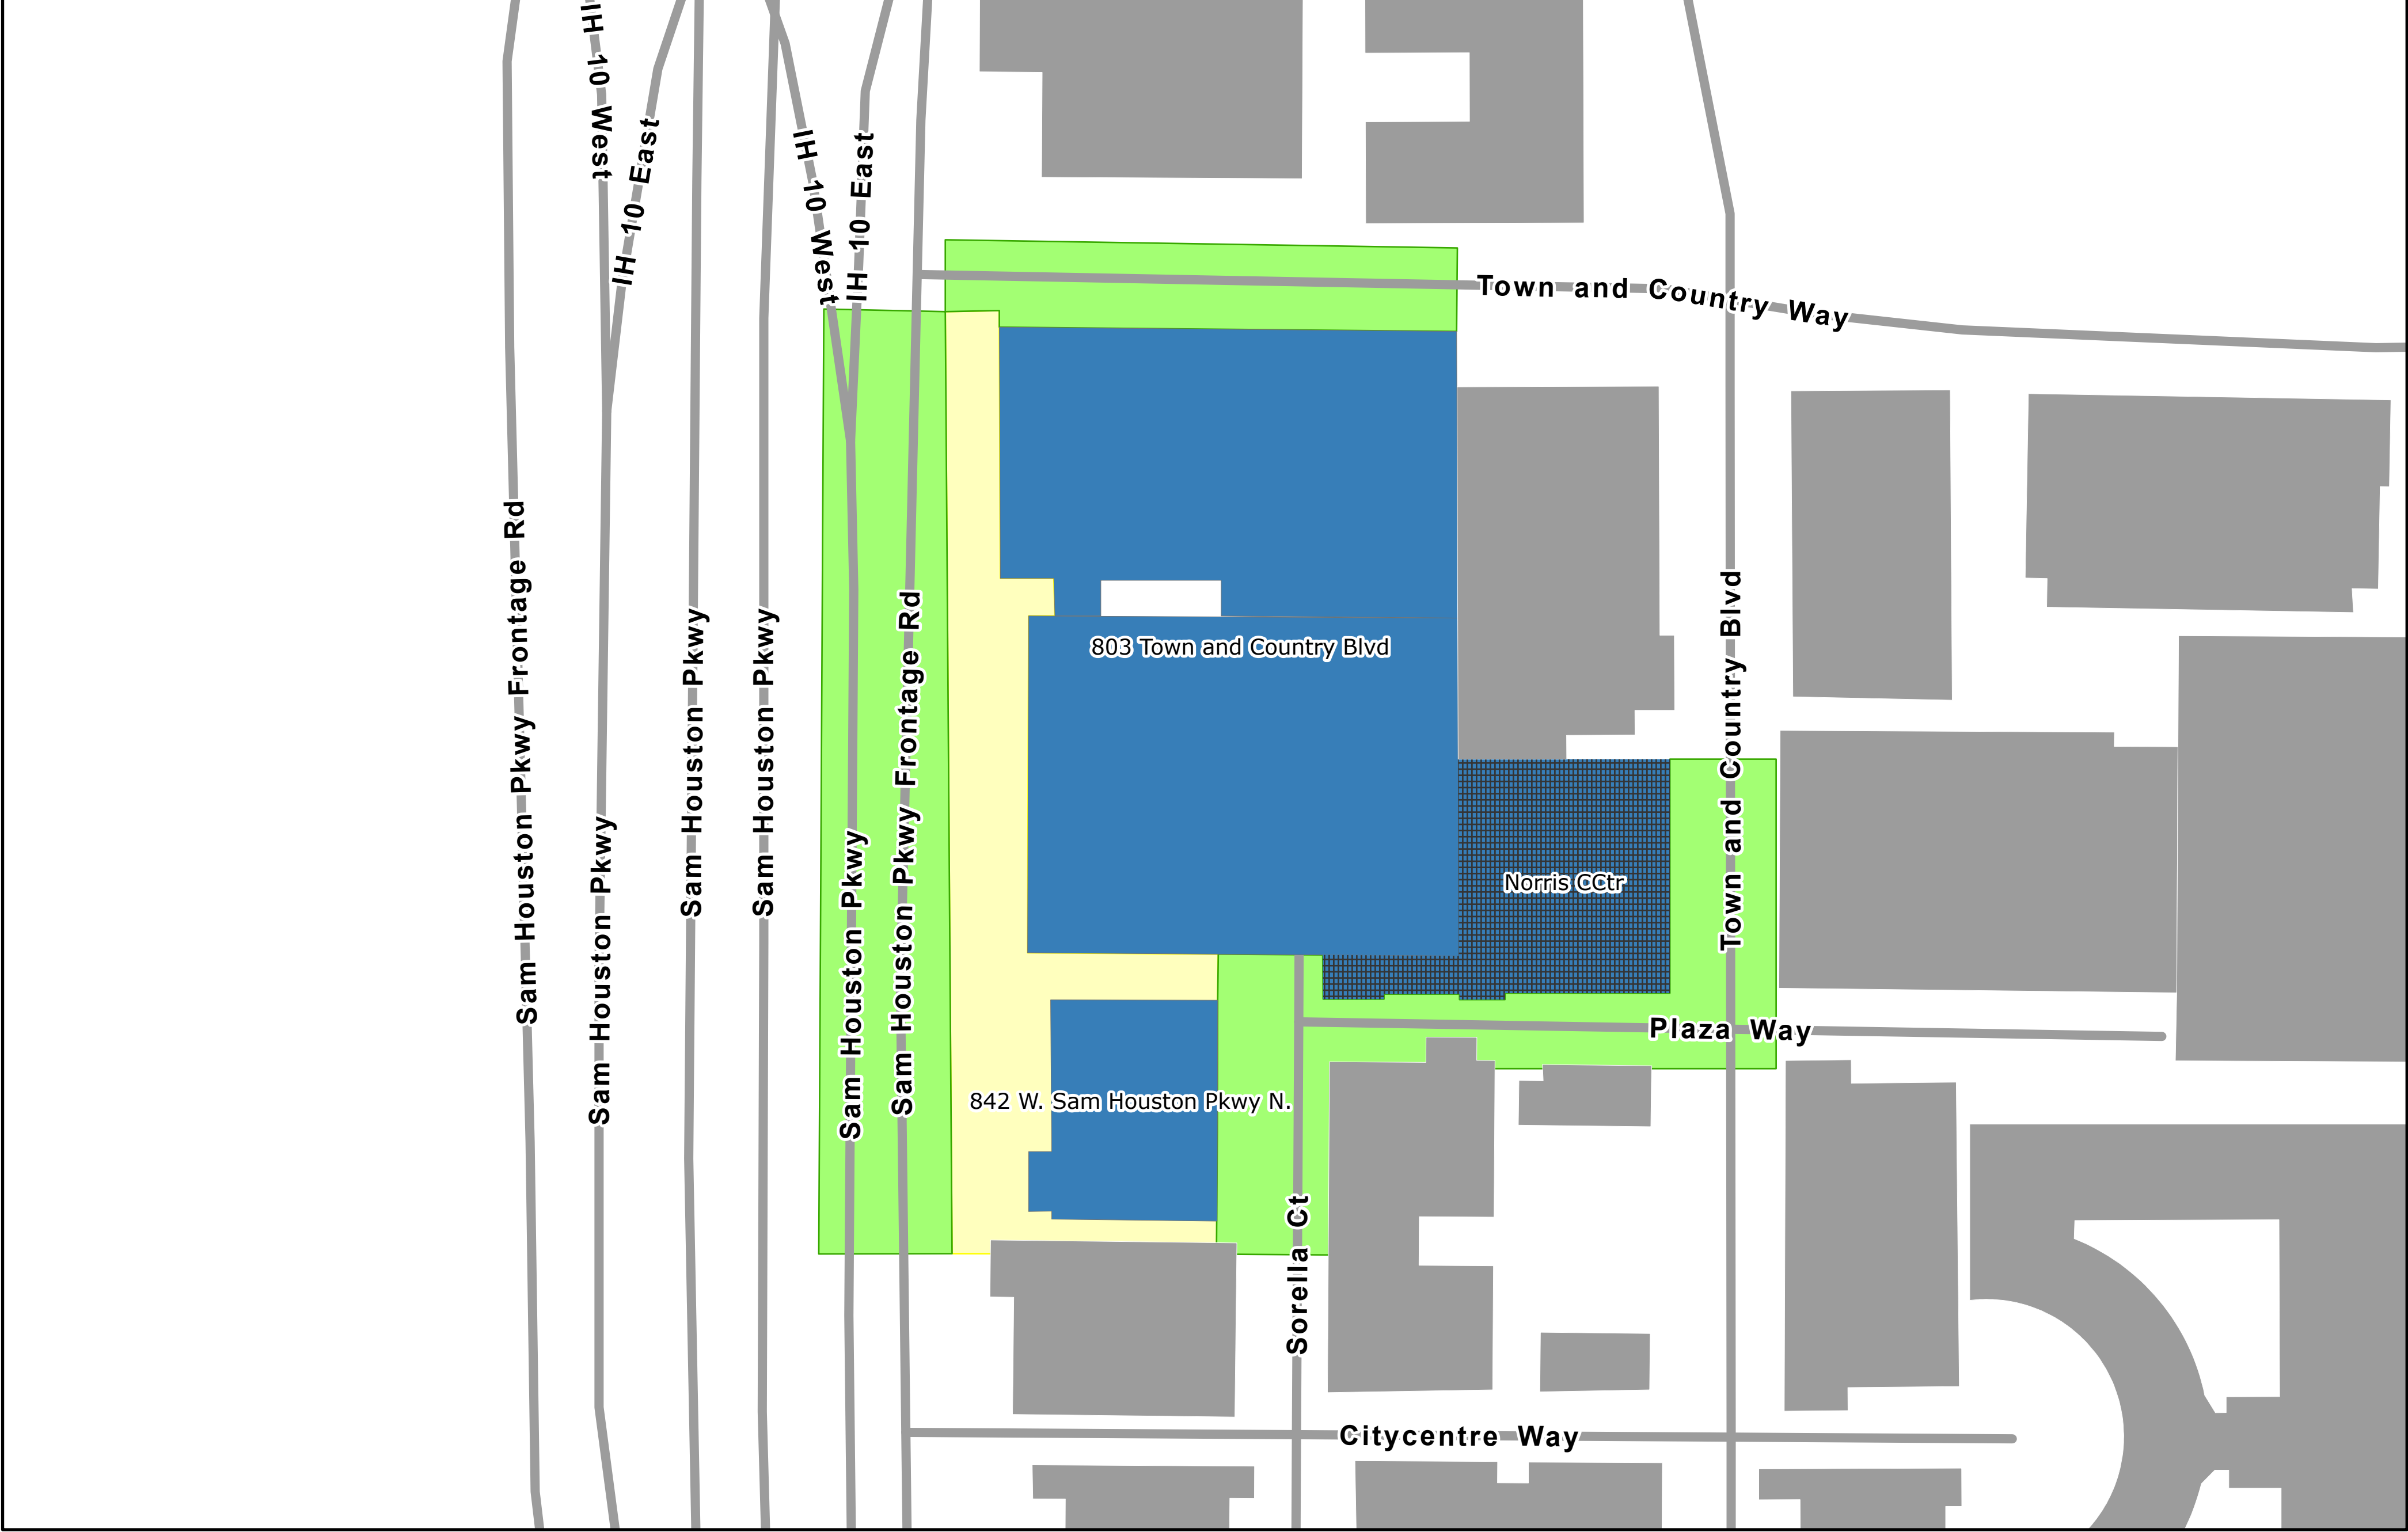 IH 10 West
IH 10 East
IH 10 West
IH 10 East
Town and Country Way
Sam Houston Pkwy Frontage Rd
Sam Houston Pkwy
Sam Houston Pkwy
Sam Houston Pkwy
Sam Houston Pkwy
Sam Houston Pkwy Frontage Rd
803 Town and Country Blvd
Town and Country Blvd
Norris CCtr
Plaza Way
842 W. Sam Houston Pkwy N.
Sorella Ct
Citycentre Way